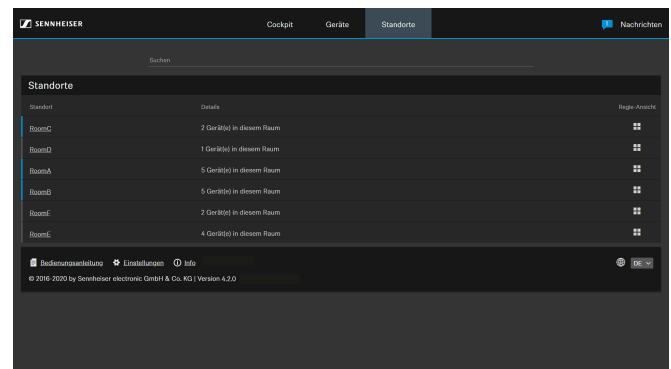 SENNHEISER Cockpit Geräte Standorte Nachrichten
Suchen
Standorte
Standort Details Regie-Ansicht
RoomC 2 Gerät(e) in diesem Raum
RoomD 1 Gerät(e) in diesem Raum
RoomA 5 Gerät(e) in diesem Raum
RoomB 5 Gerät(e) in diesem Raum
RoomF 2 Gerät(e) in diesem Raum
RoomE 4 Gerät(e) in diesem Raum
Bedienungsanleitung Einstellungen Info DE
© 2016-2020 by Sennheiser electronic GmbH & Co. KG | Version 4.2.0